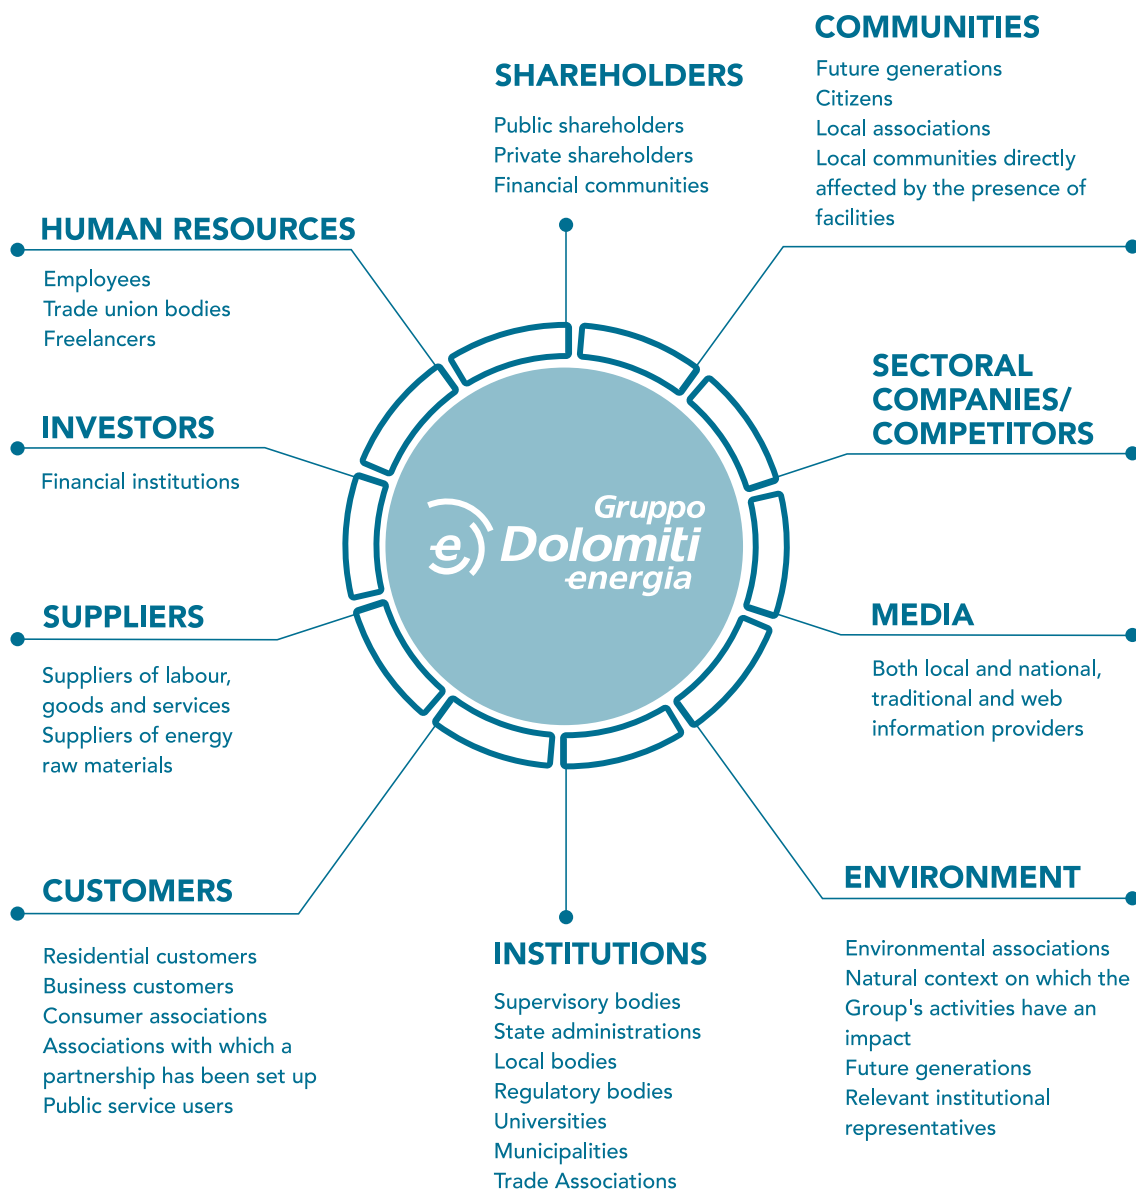 COMMUNITIES
Future generations
Citizens
Local associations
Local communities directly
affected by the presence of
facilities
SHAREHOLDERS
Public shareholders
Private shareholders
Financial communities
HUMAN RESOURCES
Employees
Trade union bodies
Freelancers
SECTORAL
COMPANIES/
COMPETITORS
INVESTORS
Financial institutions
e
Gruppo
Dolomiti
energia
SUPPLIERS
Suppliers of labour,
goods and services
Suppliers of energy
raw materials
MEDIA
Both local and national,
traditional and web
information providers
CUSTOMERS
Residential customers
Business customers
Consumer associations
Associations with which a
partnership has been set up
Public service users
INSTITUTIONS
Supervisory bodies
State administrations
Local bodies
Regulatory bodies
Universities
Municipalities
Trade Associations
ENVIRONMENT
Environmental associations
Natural context on which the
Group's activities have an
impact
Future generations
Relevant institutional
representatives